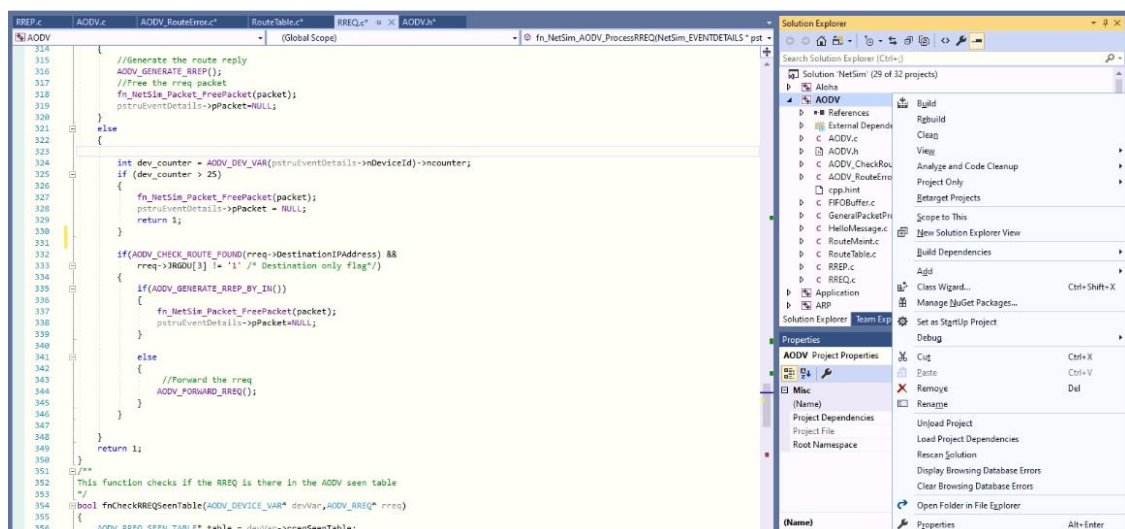 RREP.c AODV.c AODV_RouteError.c* RouteTable.c* RREQ.c* AODV.h*
AODV (Global Scope) fn_NetSim_AODV_ProcessRREQ(NetSim_EVENTDETAILS * pst
314 {
315 //Generate the route reply
316 AODV_GENERATE_RREP();
317 //Free the rreq packet
318 fn_NetSim_Packet_FreePacket(packet);
319 pstruEventDetails->pPacket=NULL;
320 }
321 else
322 {
323
324 int dev_counter = AODV_DEV_VAR(pstruEventDetails->nDeviceId)->ncounter;
325 if (dev_counter > 25)
326 {
327 fn_NetSim_Packet_FreePacket(packet);
328 pstruEventDetails->pPacket = NULL;
329 return 1;
330 }
331
332 if(AODV_CHECK_ROUTE_FOUND(rreq->DestinationIPAddress) &&
333 rreq->JRGDU[3] != '1' /* Destination only flag*/)
334 {
335 if(AODV_GENERATE_RREP_BY_IN())
336 {
337 fn_NetSim_Packet_FreePacket(packet);
338 pstruEventDetails->pPacket=NULL;
339 }
340
341 else
342 {
343 //Forward the rreq
344 AODV_FORWARD_RREQ();
345 }
346 }
347
348 }
349 return 1;
350 }
351 /**
352 This function checks if the RREQ is there in the AODV seen table
353 */
354 bool fnCheckRREQSeenTable(AODV_DEVICE_VAR* devVar,AODV_RREQ* rreq)
355 {
356 AODV_RREQ_SEEN_TABLE* table = devVar->rreqSeenTable;
Solution Explorer
Search Solution Explorer (Ctrl+;)
Solution 'NetSim' (29 of 32 projects)
Aloha
AODV
References
External Depende
AODV.c
AODV.h
AODV_CheckRou
AODV_RouteErro
cpp.hint
FIFOBuffer.c
GeneralPacketPr
HelloMessage.c
RouteMaint.c
RouteTable.c
RREP.c
RREQ.c
Application
ARP
Solution Explorer Team Exp
Properties
AODV Project Properties
Misc
(Name)
Project Dependencies
Project File
Root Namespace
(Name)
Build
Rebuild
Clean
View
Analyze and Code Cleanup
Project Only
Retarget Projects
Scope to This
New Solution Explorer View
Build Dependencies
Add
Class Wizard... Ctrl+Shift+X
Manage NuGet Packages...
Set as StartUp Project
Debug
Cut Ctrl+X
Paste Ctrl+V
Remove Del
Rename
Unload Project
Load Project Dependencies
Rescan Solution
Display Browsing Database Errors
Clear Browsing Database Errors
Open Folder in File Explorer
Properties Alt+Enter